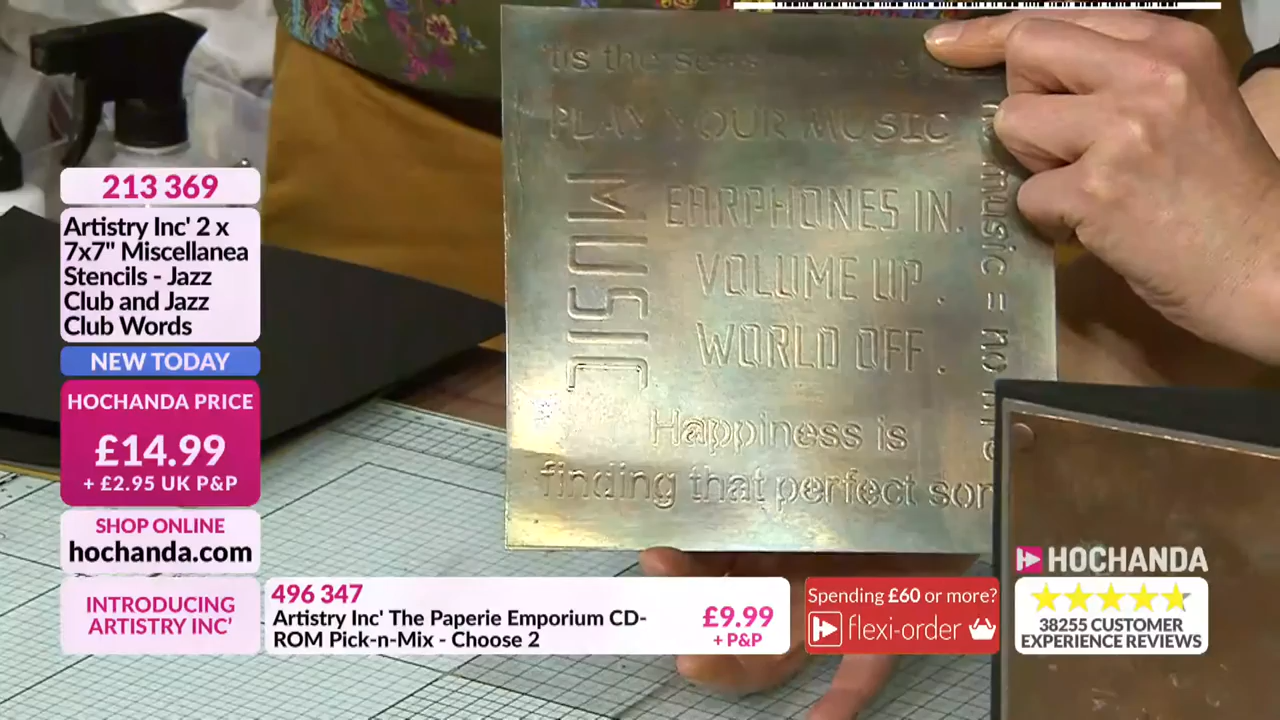 'tis the
PLAY YOUR MUSIC
MUSIC
EARPHONES IN.
VOLUME UP .
WORLD OFF .
music = no
Happiness is
finding that perfect
213 369
Artistry Inc' 2 x
7x7" Miscellanea
Stencils - Jazz
Club and Jazz
Club Words
NEW TODAY
HOCHANDA PRICE
£14.99
+ £2.95 UK P&P
SHOP ONLINE
hochanda.com
INTRODUCING
ARTISTRY INC'
496 347
Artistry Inc' The Paperie Emporium CD-
ROM Pick-n-Mix - Choose 2
£9.99
+ P&P
Spending £60 or more?
flexi-order
HOCHANDA
38255 CUSTOMER
EXPERIENCE REVIEWS